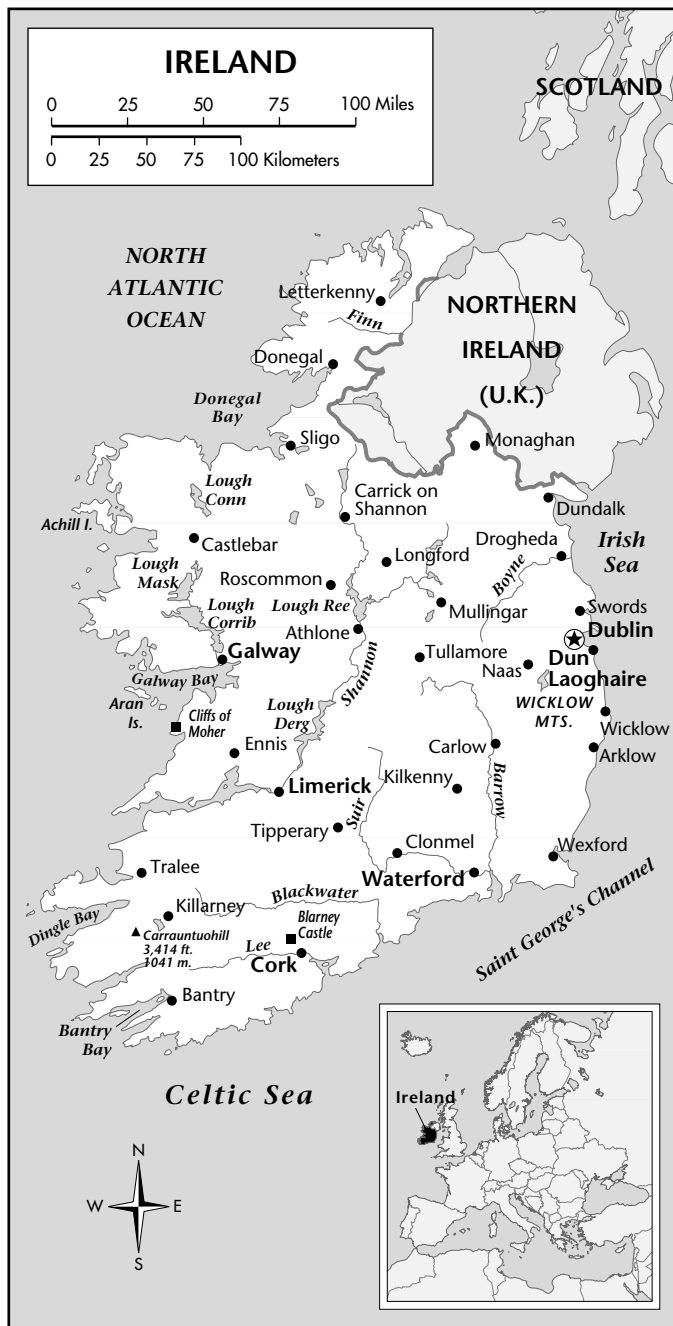 IRELAND
0 25 50 75 100 Miles
0 25 50 75 100 Kilometers
SCOTLAND
NORTH
ATLANTIC
OCEAN
Letterkenny
Finn
NORTHERN
IRELAND
(U.K.)
Donegal
Donegal
Bay
Sligo
Monaghan
Lough
Conn
Carrick on
Shannon
Dundalk
Achill I.
Castlebar
Drogheda
Irish
Sea
Longford
Boyne
Lough
Mask
Roscommon
Lough Ree
Mullingar
Swords
Lough
Corrib
Athlone
Dublin
Galway
Shannon
Tullamore
Dun
Laoghaire
Naas
Galway Bay
Aran
Is.
WICKLOW
MTS.
Cliffs of
Moher
Lough
Derg
Wicklow
Ennis
Carlow
Arklow
Limerick
Kilkenny
Barrow
Suir
Tipperary
Clonmel
Wexford
Tralee
Waterford
Blackwater
Killarney
Dingle Bay
Blarney
Castle
Saint George's Channel
Carrauntuohill
3,414 ft.
1041 m.
Lee
Cork
Bantry
Bantry
Bay
Celtic Sea
Ireland
N
W E
S